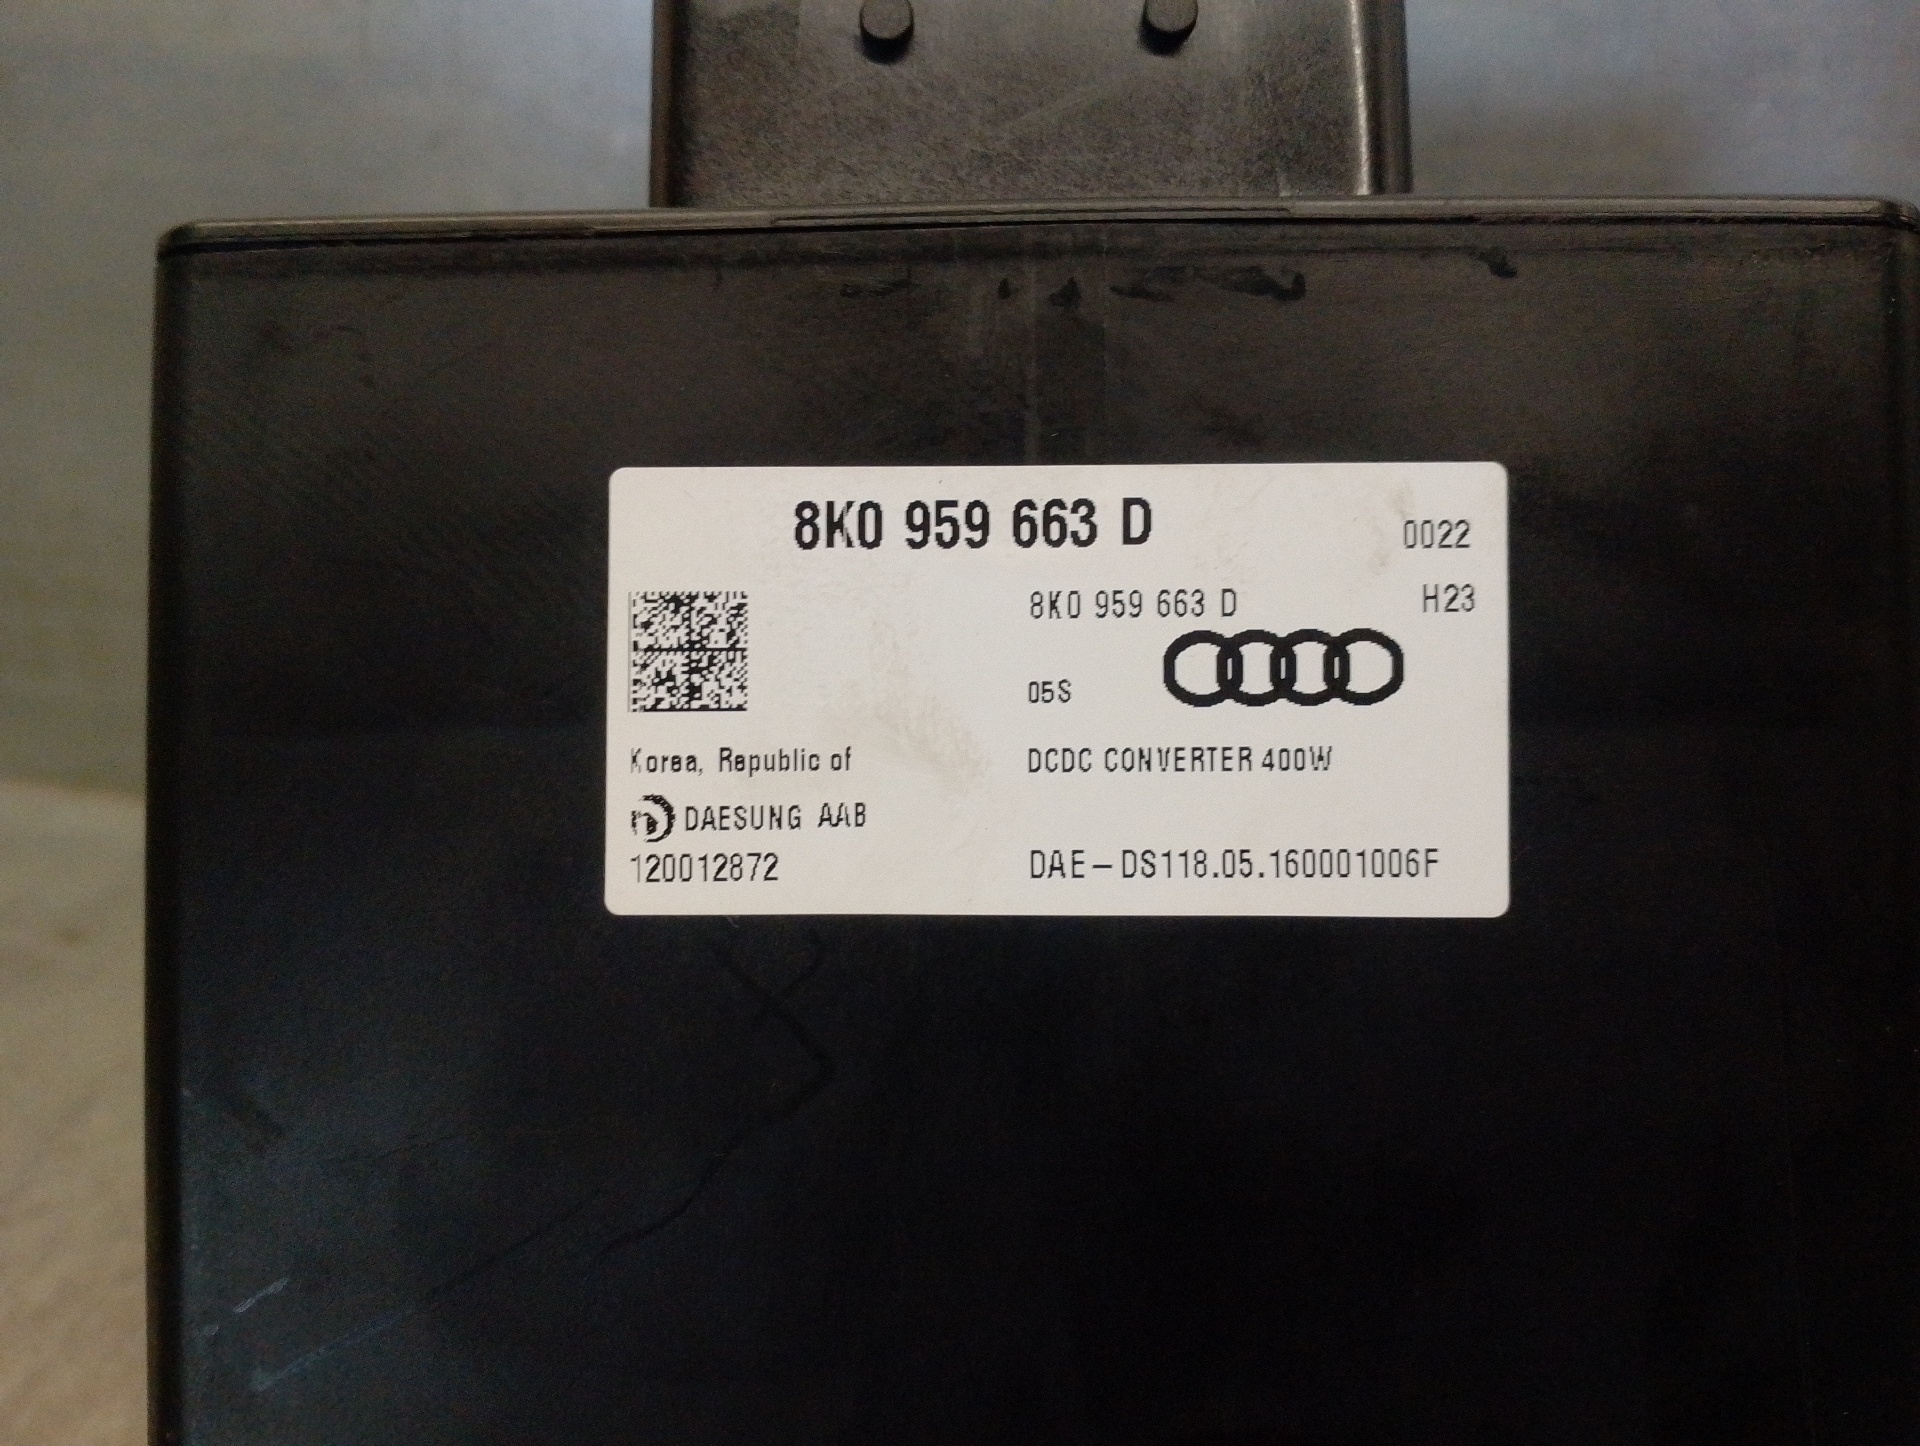 8K0 959 663 D
0022
8K0 959 663 D
H23
05S
Korea, Republic of
DCDC CONVERTER 400W
DAESUNG AAB
120012872
DAE-DS118.05.160001006F